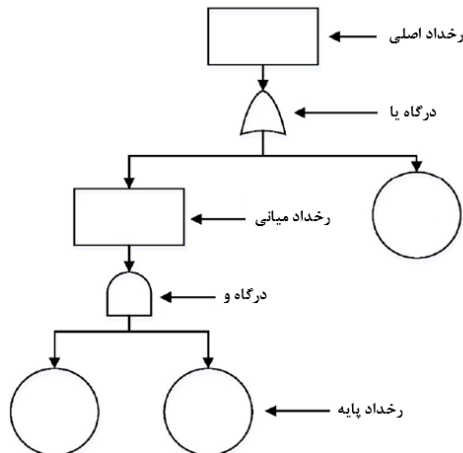 رخداد اصلی
درگاه یا
رخداد میانی
درگاه و
رخداد پایه